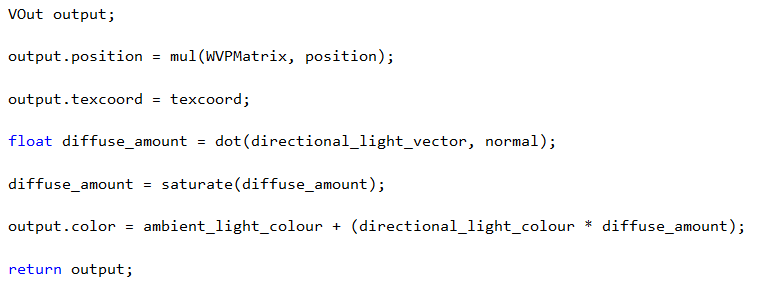 VOut output;
output.position = mul(WVPMatrix, position);
output.texcoord = texcoord;
float diffuse_amount = dot(directional_light_vector, normal);
diffuse_amount = saturate(diffuse_amount);
output.color = ambient_light_colour + (directional_light_colour * diffuse_amount);
return output;